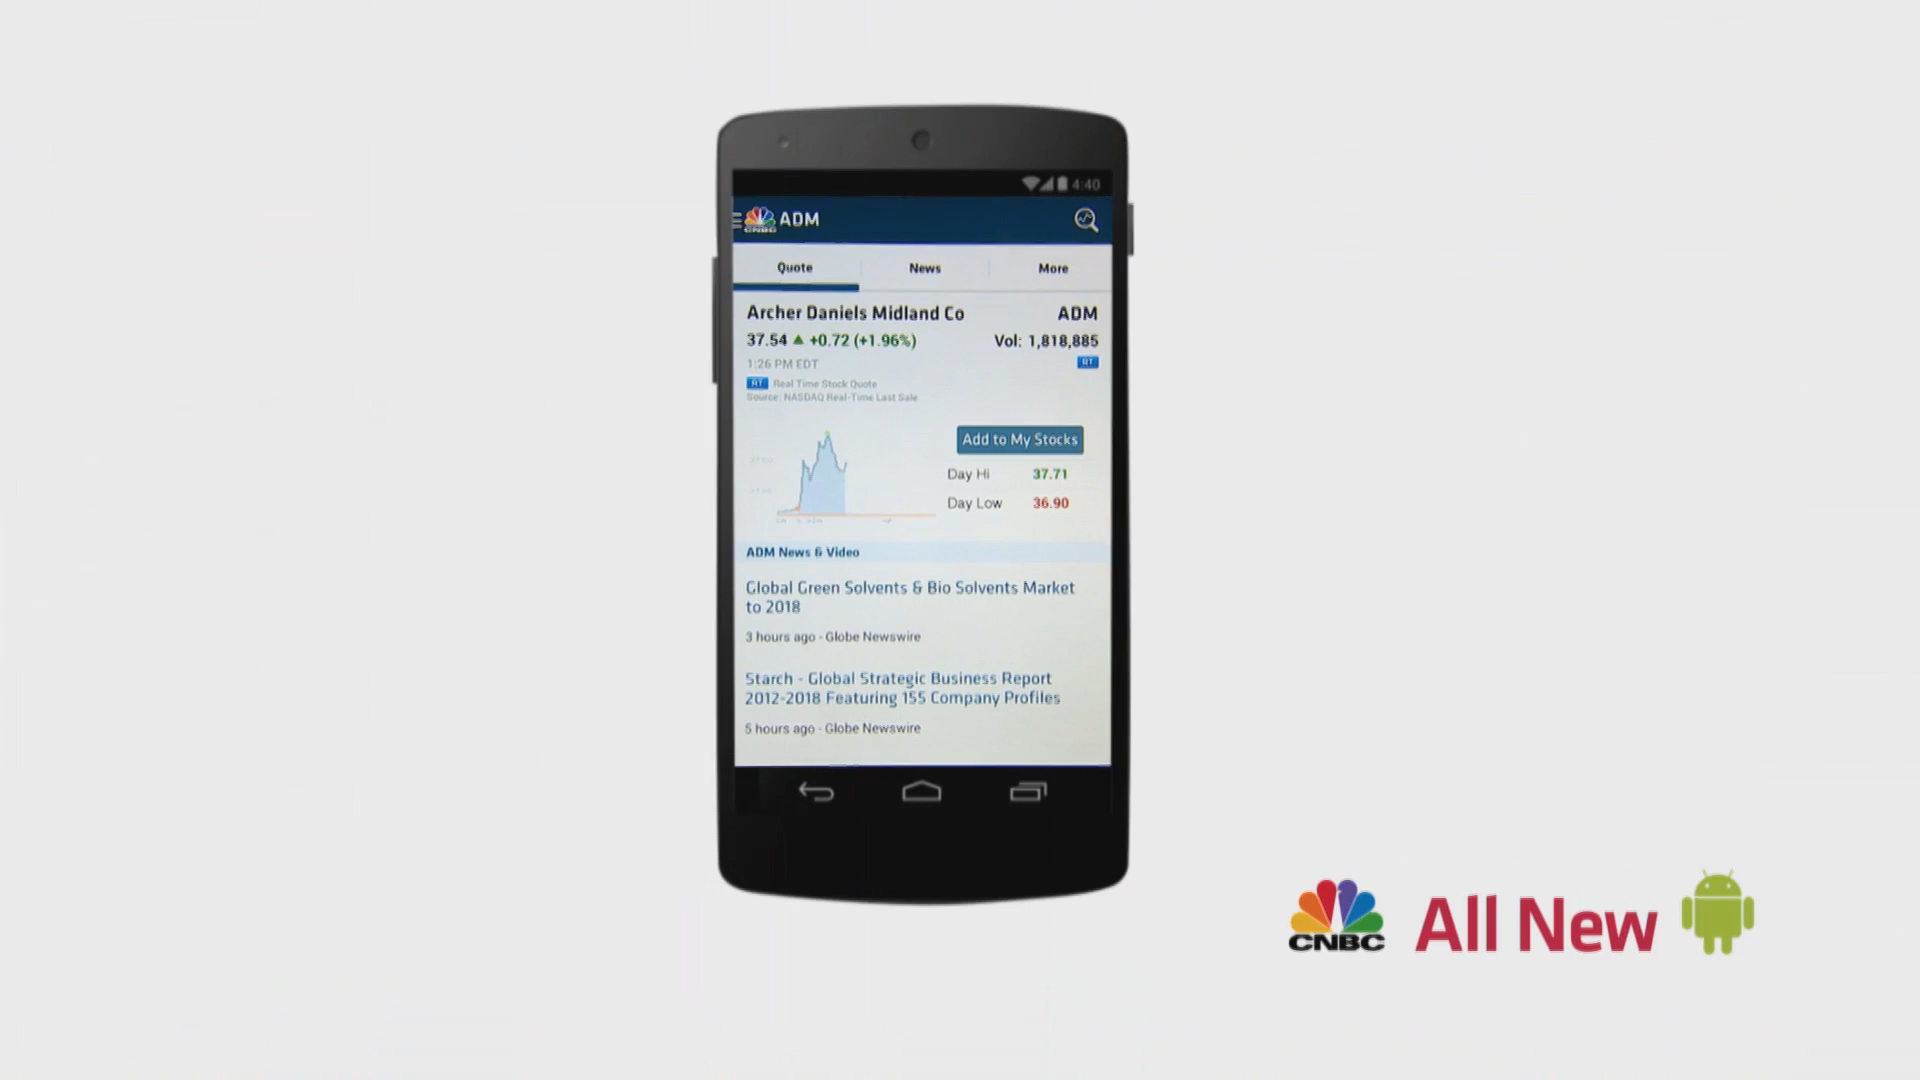 4:40
CNBC ADM
Quote News More
Archer Daniels Midland Co ADM
37.54 ▲ +0.72 (+1.96%) Vol: 1,818,885
1:26 PM EDT RT
RT Real Time Stock Quote
Source: NASDAQ Real-Time Last Sale
Add to My Stocks
Day Hi 37.71
Day Low 36.90
ADM News & Video
Global Green Solvents & Bio Solvents Market
to 2018
3 hours ago - Globe Newswire
Starch - Global Strategic Business Report
2012-2018 Featuring 155 Company Profiles
5 hours ago - Globe Newswire
CNBC All New